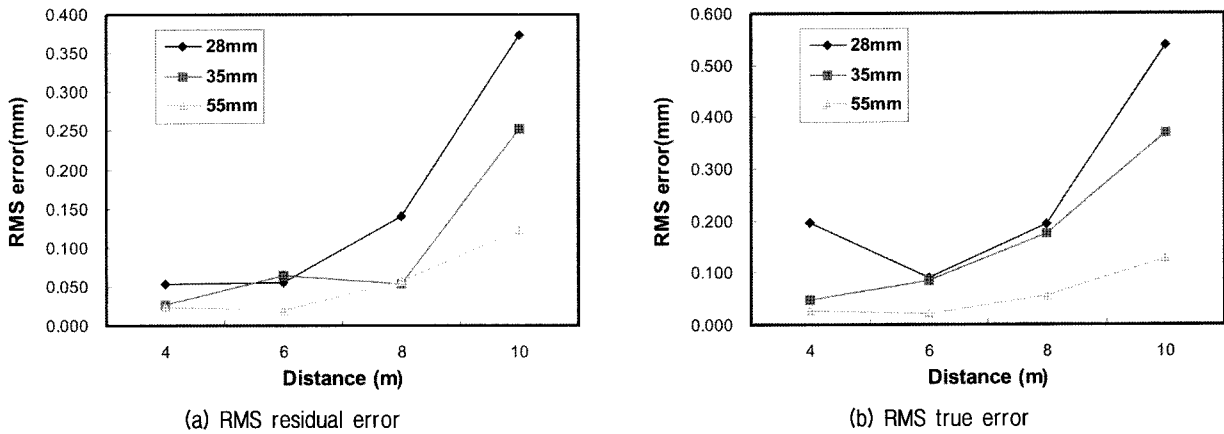 0.400
0.350
0.300
0.250
0.200
0.150
0.100
0.050
0.000
RMS error(mm)
28mm
35mm
55mm
4
6
8
10
Distance (m)
(a) RMS residual error
0.600
0.500
0.400
0.300
0.200
0.100
0.000
RMS error(mm)
28mm
35mm
55mm
4
6
8
10
Distance (m)
(b) RMS true error